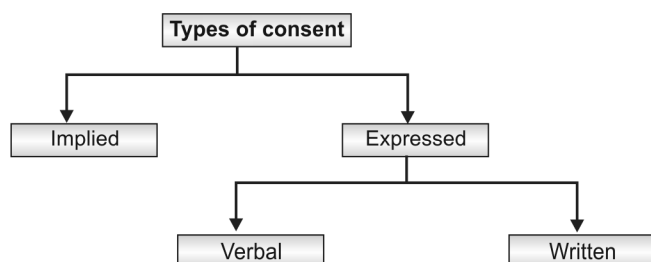 Types of consent
Implied
Expressed
Verbal
Written